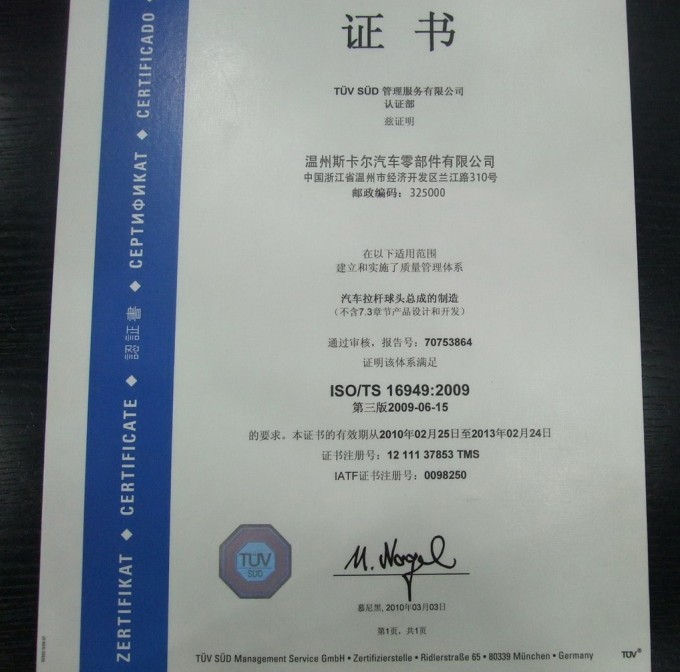 证 书
TÜV SÜD 管理服务有限公司
认证部
兹证明
温州斯卡尔汽车零部件有限公司
中国浙江省温州市经济开发区兰江路310号
邮政编码：325000
在以下适用范围
建立和实施了质量管理体系
汽车拉杆球头总成的制造
（不含7.3章节产品设计和开发）
通过审核，报告号：70753864
证明该体系满足
ISO/TS 16949:2009
第三版2009-06-15
的要求。本证书的有效期从2010年02月25日至2013年02月24日
证书注册号：12 111 37853 TMS
IATF证书注册号：0098250
TÜV
SÜD
M. Nagel
慕尼黑, 2010年03月03日
第1页，共1页
TÜV SÜD Management Service GmbH • Zertifizierstelle • Ridlerstraße 65 • 80339 München • Germany
TÜV®
ZERTIFIKAT ◆ CERTIFICATE ◆ 認証書 ◆ СЕРТИФИКАТ ◆ CERTIFICADO ◆